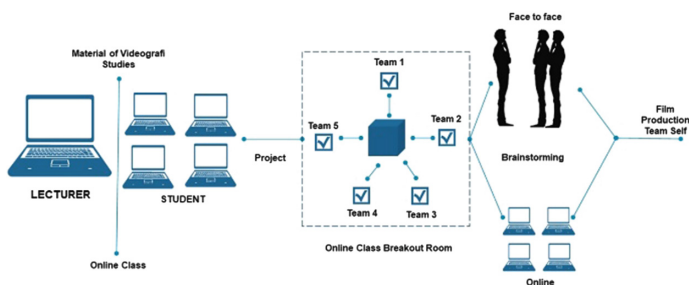 Material of Videografi
Studies
LECTURER
STUDENT
Online Class
Project
Team 1
Team 5
Team 2
Team 4
Team 3
Online Class Breakout Room
Face to face
Brainstorming
Online
Film
Production
Team Self